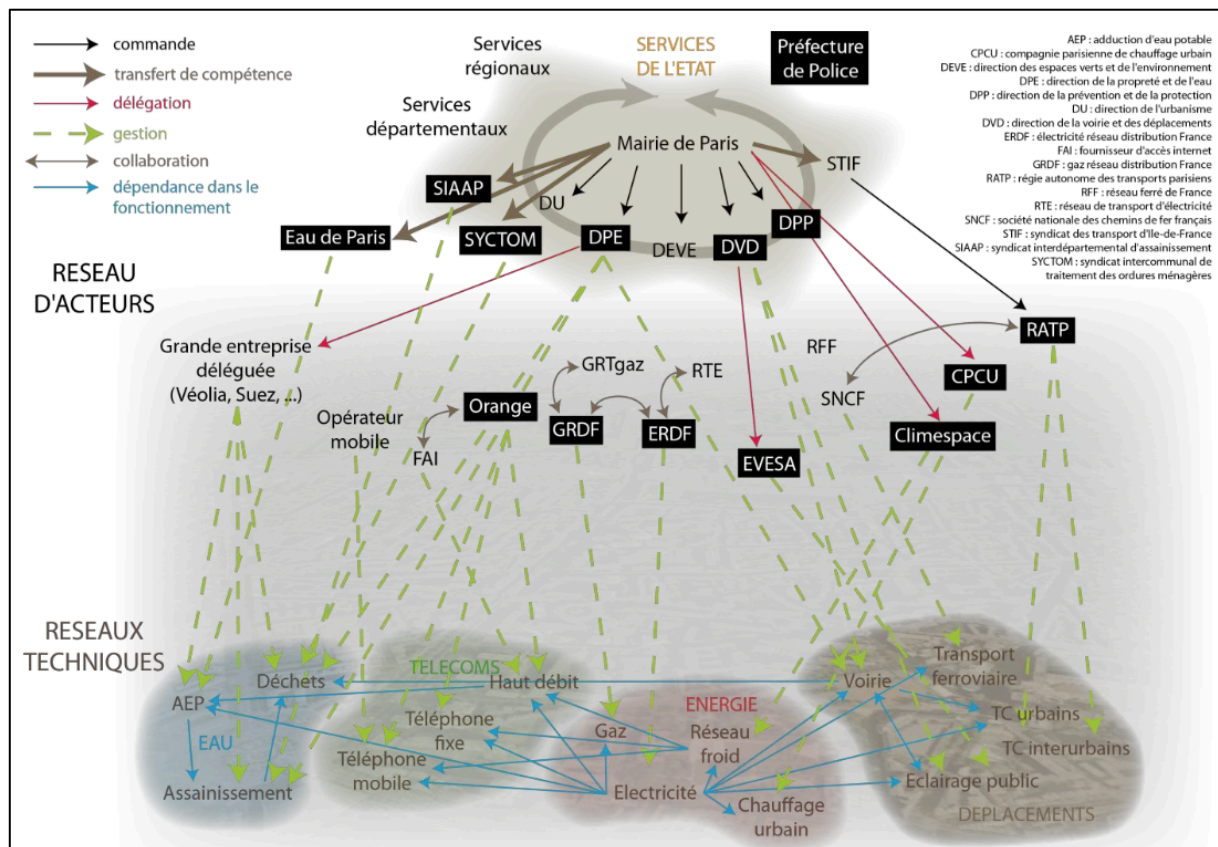 commande
transfert de compétence
délégation
gestion
collaboration
dépendance dans le
fonctionnement
Services
régionaux
SERVICES
DE L'ETAT
Préfecture
de Police
Services
départementaux
Mairie de Paris
STIF
SIAAP
DU
Eau de Paris
SYCTOM
DPE
DEVE
DVD
DPP
AEP : adduction d'eau potable
CPCU : compagnie parisienne de chauffage urbain
DEVE : direction des espaces verts et de l'environnement
DPE : direction de la propreté et de l'eau
DPP : direction de la prévention et de la protection
DU : direction de l'urbanisme
DVD : direction de la voirie et des déplacements
ERDF : électricité réseau distribution France
FAI : fournisseur d'accès internet
GRDF : gaz réseau distribution France
RATP : régie autonome des transports parisiens
RFF : réseau ferré de France
RTE : réseau de transport d'électricité
SNCF : société nationale des chemins de fer français
STIF : syndicat des transport d'Ile-de-France
SIAAP : syndicat interdépartemental d'assainissement
SYCTOM : syndicat intercommunal de
traitement des ordures ménagères
RESEAU
D'ACTEURS
Grande entreprise
déléguée
(Véolia, Suez, ...)
Opérateur
mobile
FAI
Orange
GRTgaz
GRDF
RTE
ERDF
EVESA
RFF
SNCF
RATP
CPCU
Climespace
RESEAUX
TECHNIQUES
Déchets
AEP
EAU
Assainissement
TELECOMS
Haut débit
Téléphone
fixe
Téléphone
mobile
ENERGIE
Gaz
Réseau
froid
Electricité
Chauffage
urbain
Voirie
Transport
ferroviaire
TC urbains
TC interurbains
Eclairage public
DEPLACEMENTS